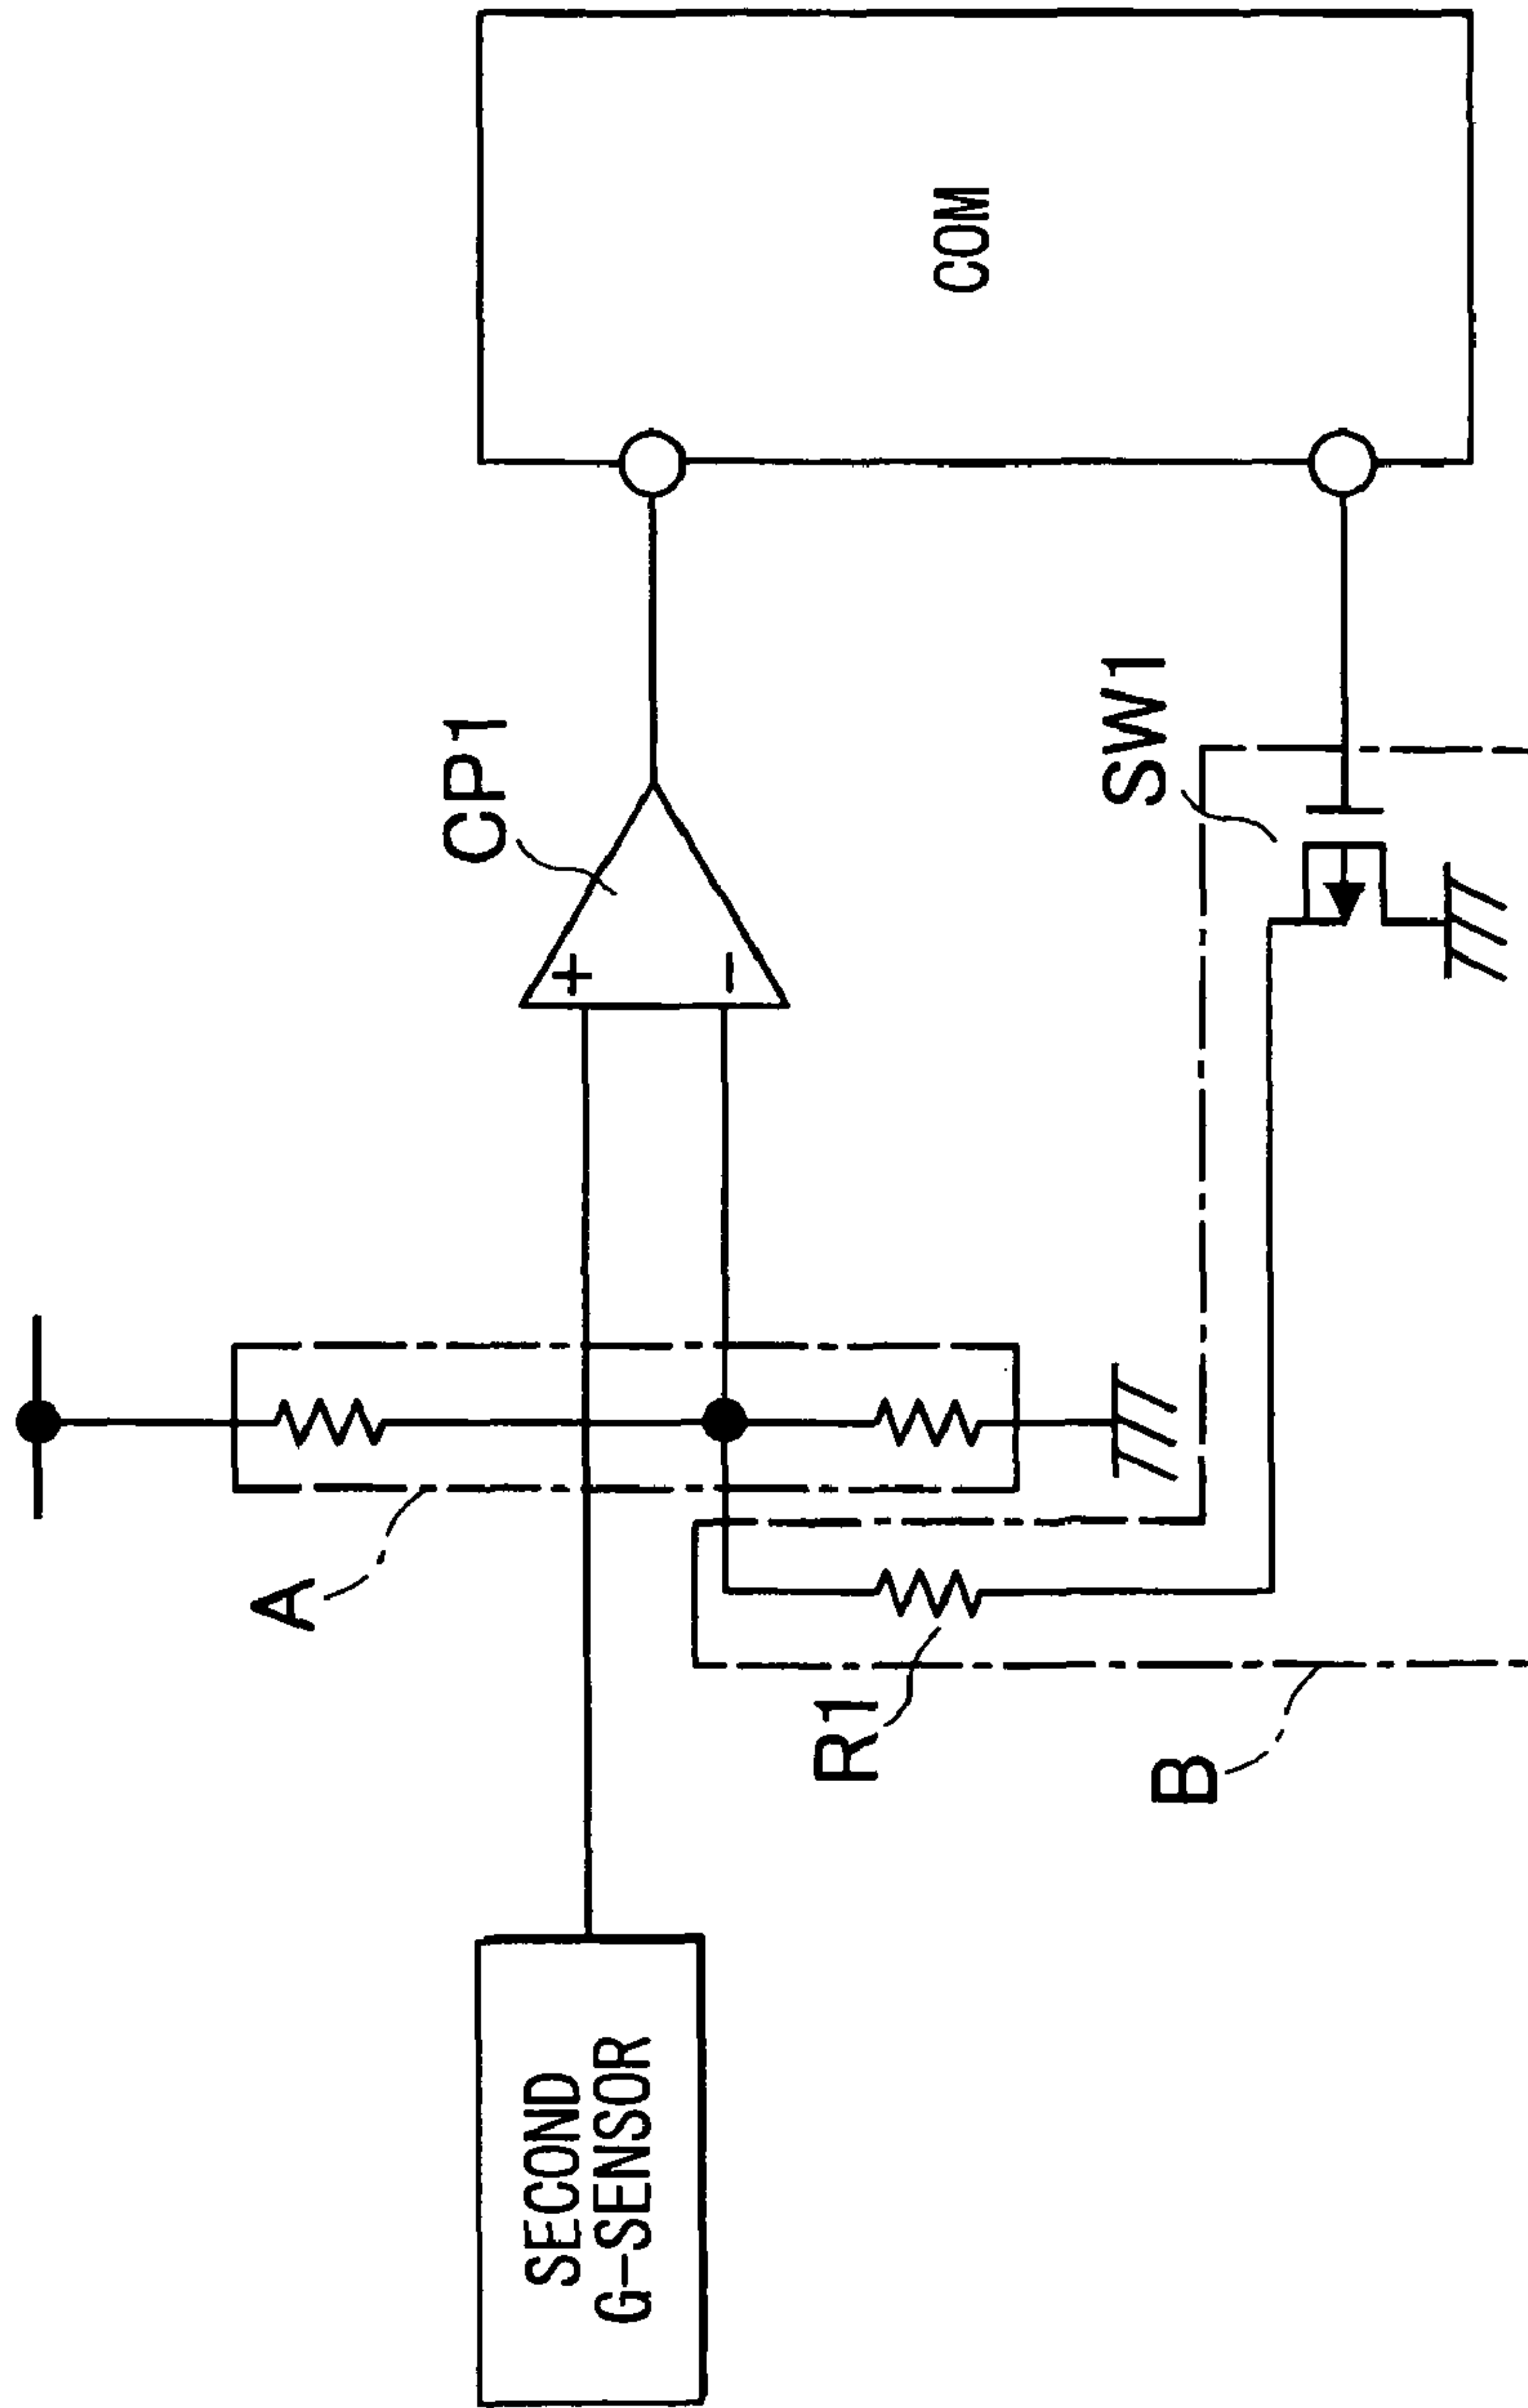 SECOND
G-SENSOR
A
R1
B
CP1
+
-
SW1
COM